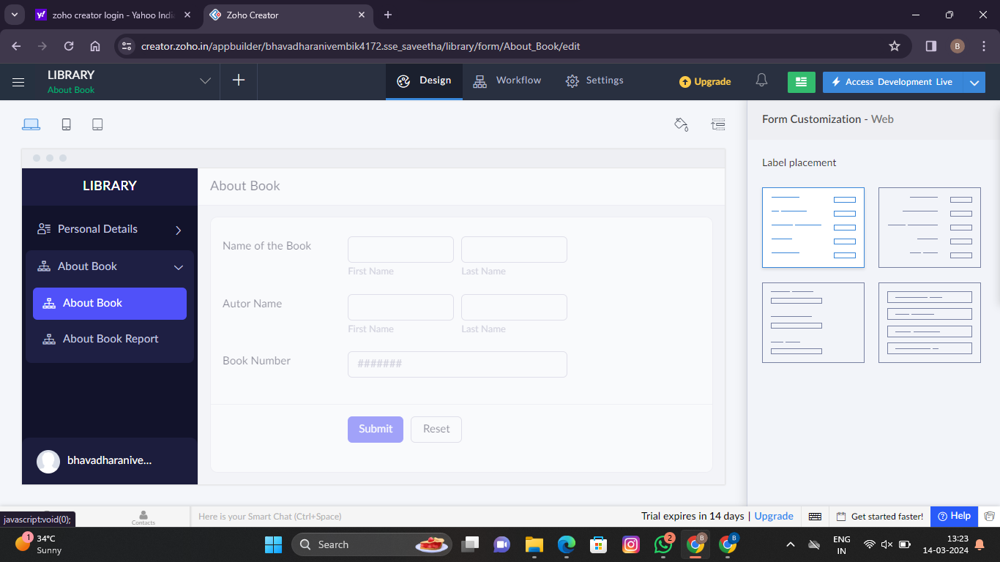 zoho creator login - Yahoo Indi
Zoho Creator
creator.zoho.in/appbuilder/bhavadharanivembik4172.sse_saveetha/library/form/About_Book/edit
B
LIBRARY
About Book
Design
Workflow
Settings
Upgrade
Access Development Live
Form Customization - Web
Label placement
LIBRARY
Personal Details
About Book
About Book
About Book Report
bhavadharanive...
About Book
Name of the Book
First Name
Last Name
Autor Name
First Name
Last Name
Book Number
#######
Submit
Reset
javascript:void(0);
Contacts
Here is your Smart Chat (Ctrl+Space)
Trial expires in 14 days | Upgrade
Get started faster!
Help
1
34°C
Sunny
Search
2
B
B
ENG
IN
13:23
14-03-2024